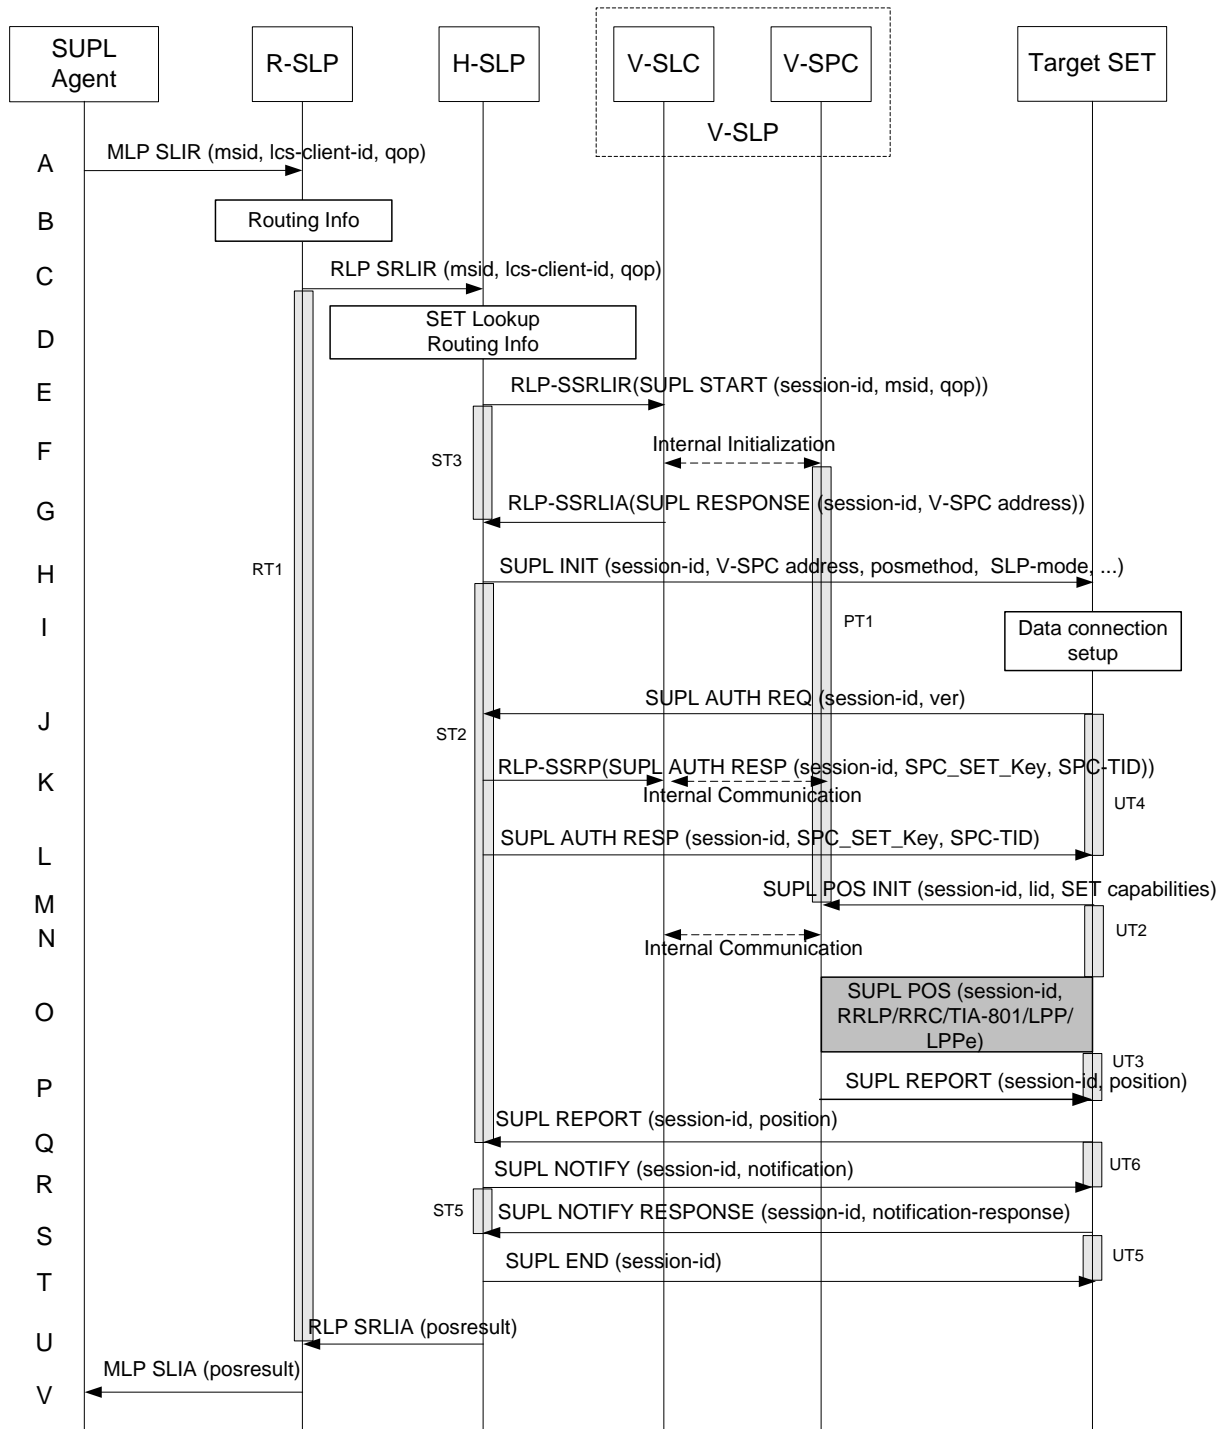 SUPL
Agent
R-SLP
H-SLP
V-SLC
V-SPC
Target SET
V-SLP
A
MLP SLIR (msid, lcs-client-id, qop)
B
Routing Info
C
RLP SRLIR (msid, lcs-client-id, qop)
D
SET Lookup
Routing Info
E
RLP-SSRLIR(SUPL START (session-id, msid, qop))
F
ST3
Internal Initialization
G
RLP-SSRLIA(SUPL RESPONSE (session-id, V-SPC address))
H
RT1
SUPL INIT (session-id, V-SPC address, posmethod, SLP-mode, ...)
I
PT1
Data connection
setup
J
SUPL AUTH REQ (session-id, ver)
ST2
K
RLP-SSRP(SUPL AUTH RESP (session-id, SPC_SET_Key, SPC-TID))
Internal Communication
UT4
L
SUPL AUTH RESP (session-id, SPC_SET_Key, SPC-TID)
M
SUPL POS INIT (session-id, lid, SET capabilities)
N
Internal Communication
UT2
O
SUPL POS (session-id,
RRLP/RRC/TIA-801/LPP/
LPPe)
UT3
P
SUPL REPORT (session-id, position)
Q
SUPL REPORT (session-id, position)
UT6
R
SUPL NOTIFY (session-id, notification)
ST5
S
SUPL NOTIFY RESPONSE (session-id, notification-response)
UT5
T
SUPL END (session-id)
U
RLP SRLIA (posresult)
V
MLP SLIA (posresult)